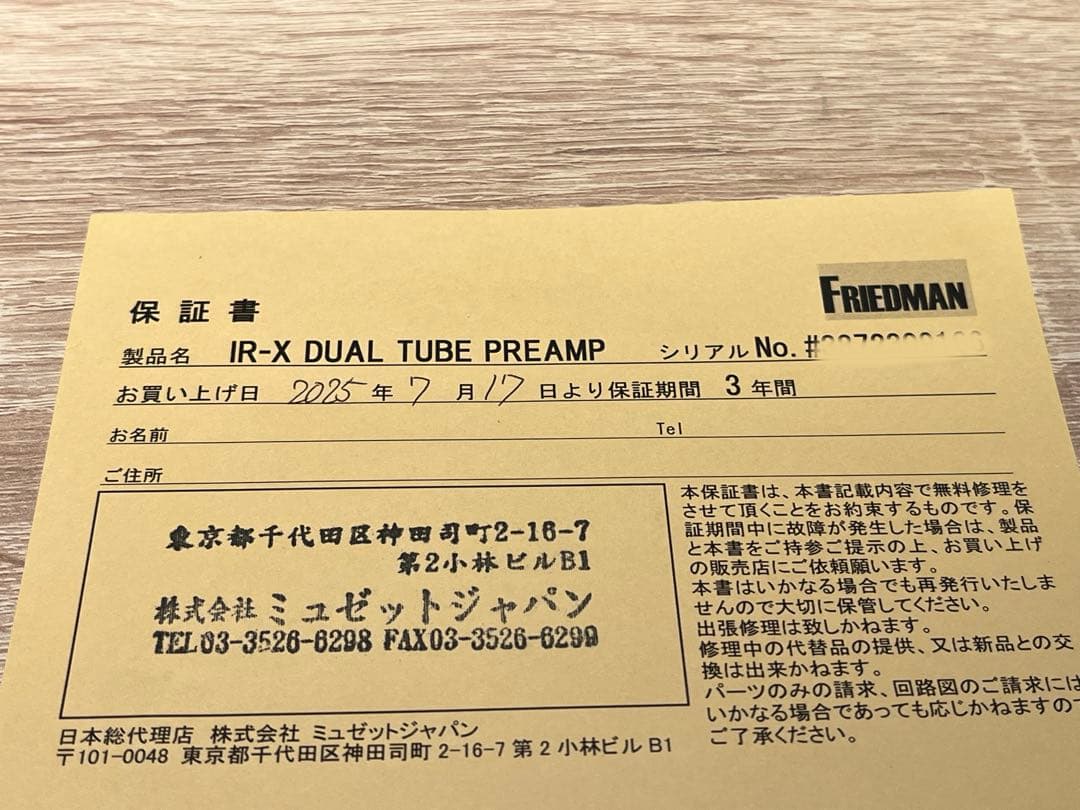 保証書
FRIEDMAN
製品名 IR-X DUAL TUBE PREAMP シリアル No. #
お買い上げ日 2025 年 7 月 17 日より保証期間 3 年間
お名前 Tel
ご住所
東京都千代田区神田司町2-16-7
第2小林ビルB1
株式会社 ミュゼットジャパン
TEL03-3526-6298 FAX03-3526-6299
本保証書は、本書記載内容で無料修理を
させて頂くことをお約束するものです。保
証期間中に故障が発生した場合は、製品
と本書をご持参ご提示の上、お買い上げ
の販売店にご依頼願います。
本書はいかなる場合でも再発行いたしま
せんので大切に保管してください。
出張修理は致しかねます。
修理中の代替品の提供、又は新品との交
換は出来かねます。
パーツのみの請求、回路図のご請求には
いかなる場合であっても応じかねますので
ご了承ください。
日本総代理店 株式会社 ミュゼットジャパン
〒101-0048 東京都千代田区神田司町 2-16-7 第 2 小林ビル B1